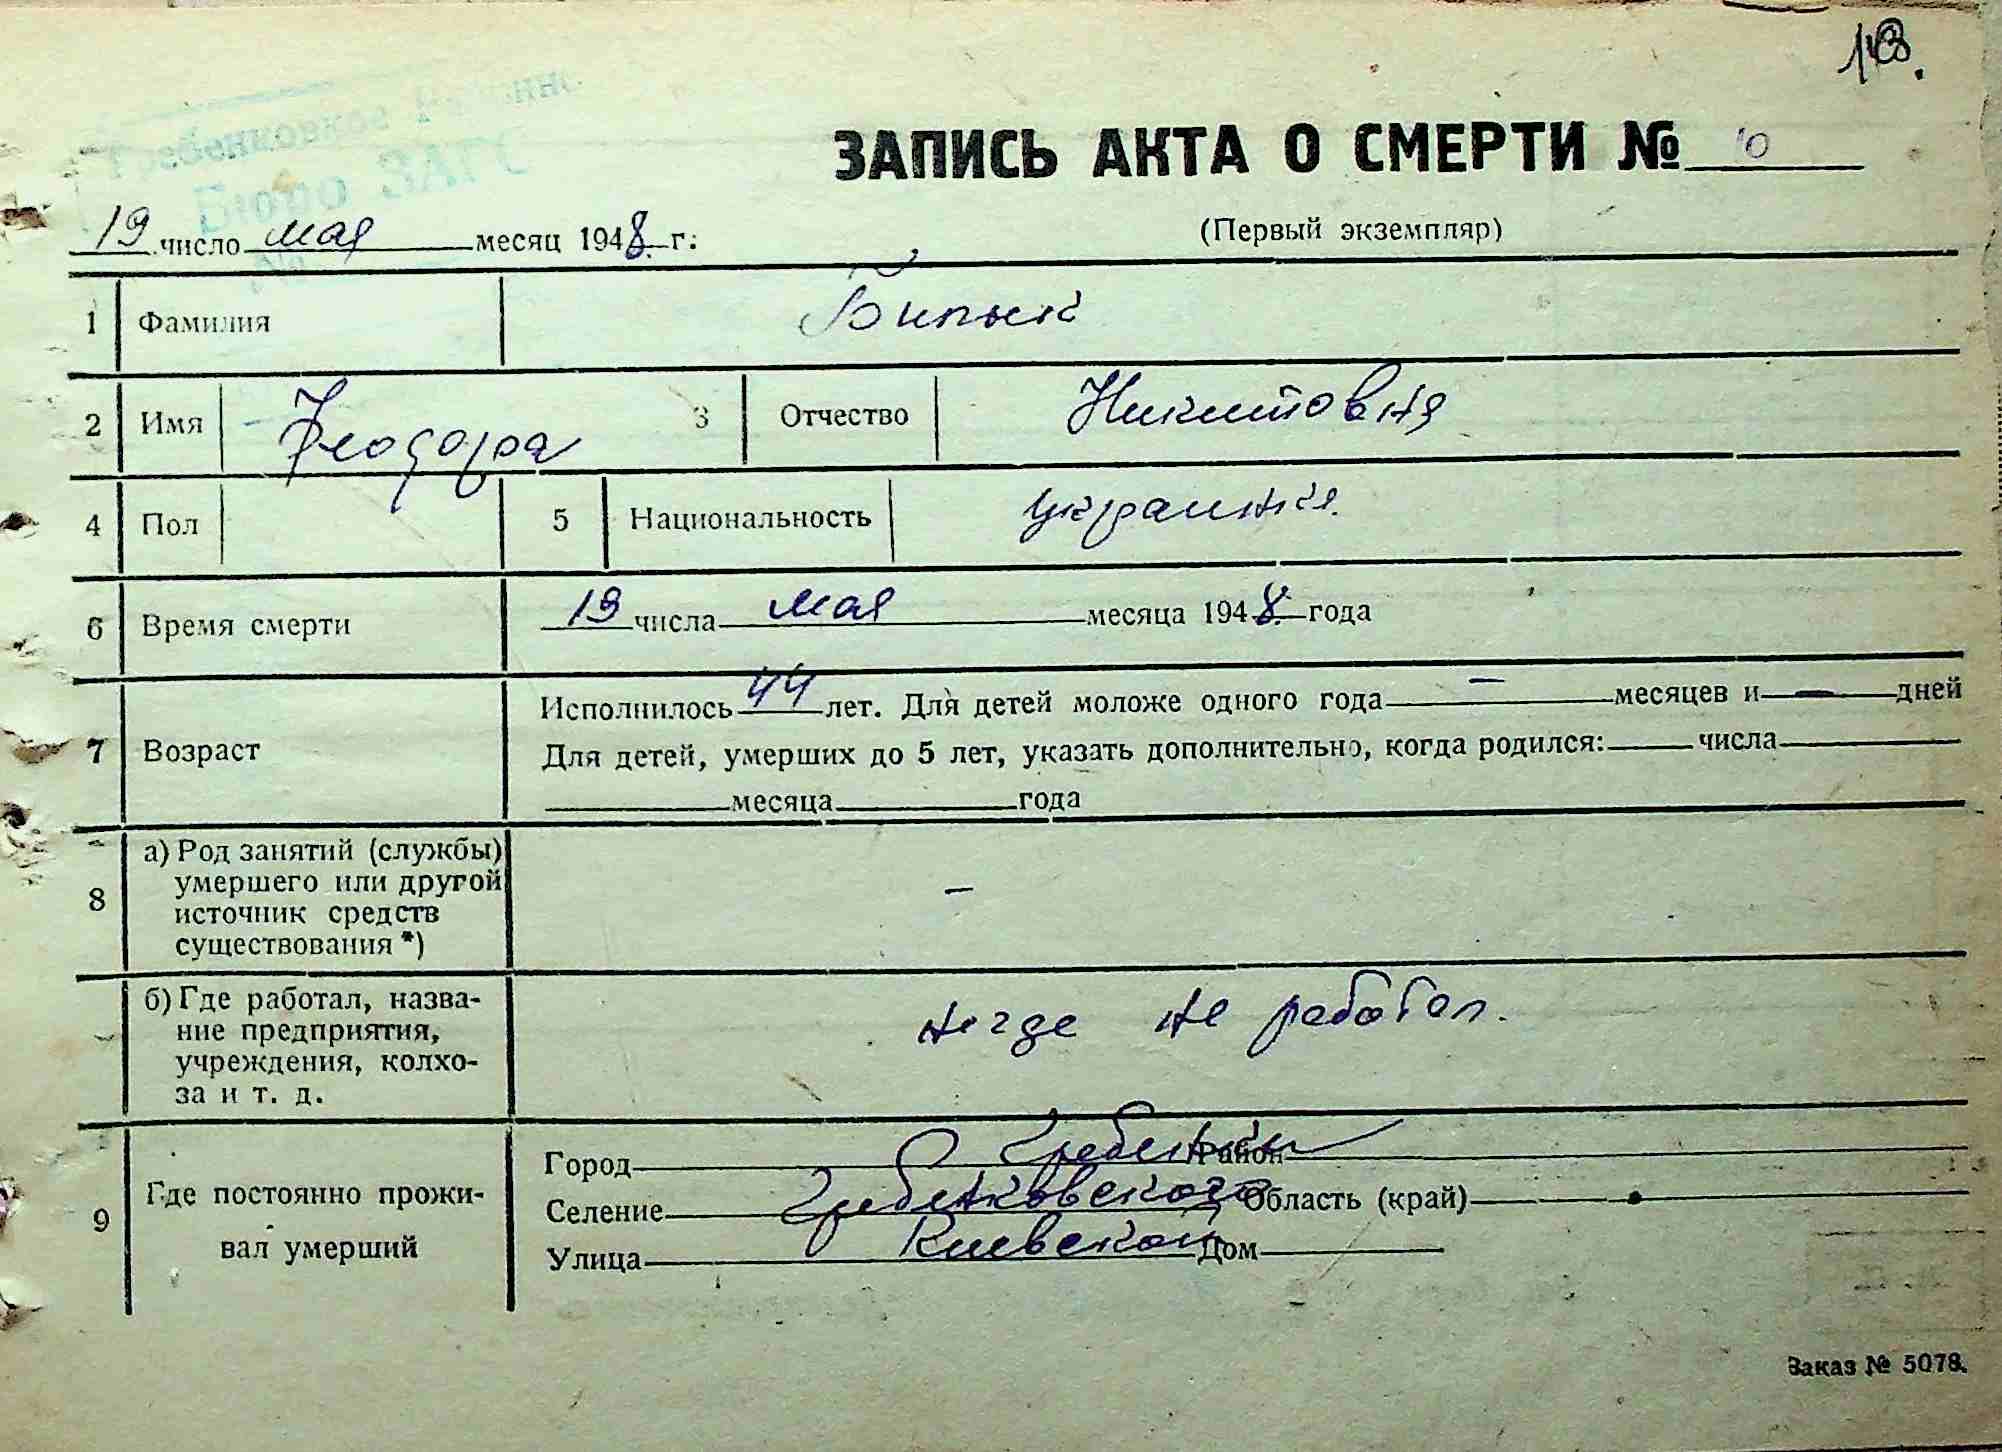 143.
Гребенковское Районн
Бюро ЗАГС
ЗАПИСЬ АКТА О СМЕРТИ № 10
19 число мая месяц 1948 г.
(Первый экземпляр)
1 Фамилия
2 Имя Феодора 3 Отчество Никитовна
4 Пол 5 Национальность украинка.
6 Время смерти 19 числа мая месяца 1948. года
7 Возраст
Исполнилось 44 лет. Для детей моложе одного года — месяцев и — дней
Для детей, умерших до 5 лет, указать дополнительно, когда родился: числа
месяца года
8 а) Род занятий (службы) умершего или другой источник средств существования *) —
б) Где работал, назва-
ние предприятия,
учреждения, колхо-
за и т. д.
негде не работал.
9 Где постоянно прожи-
вал умерший
Город с. Гребенки Район
Селение Гребенковского Область (край)
Улица Киевской Дом
Заказ № 5078.